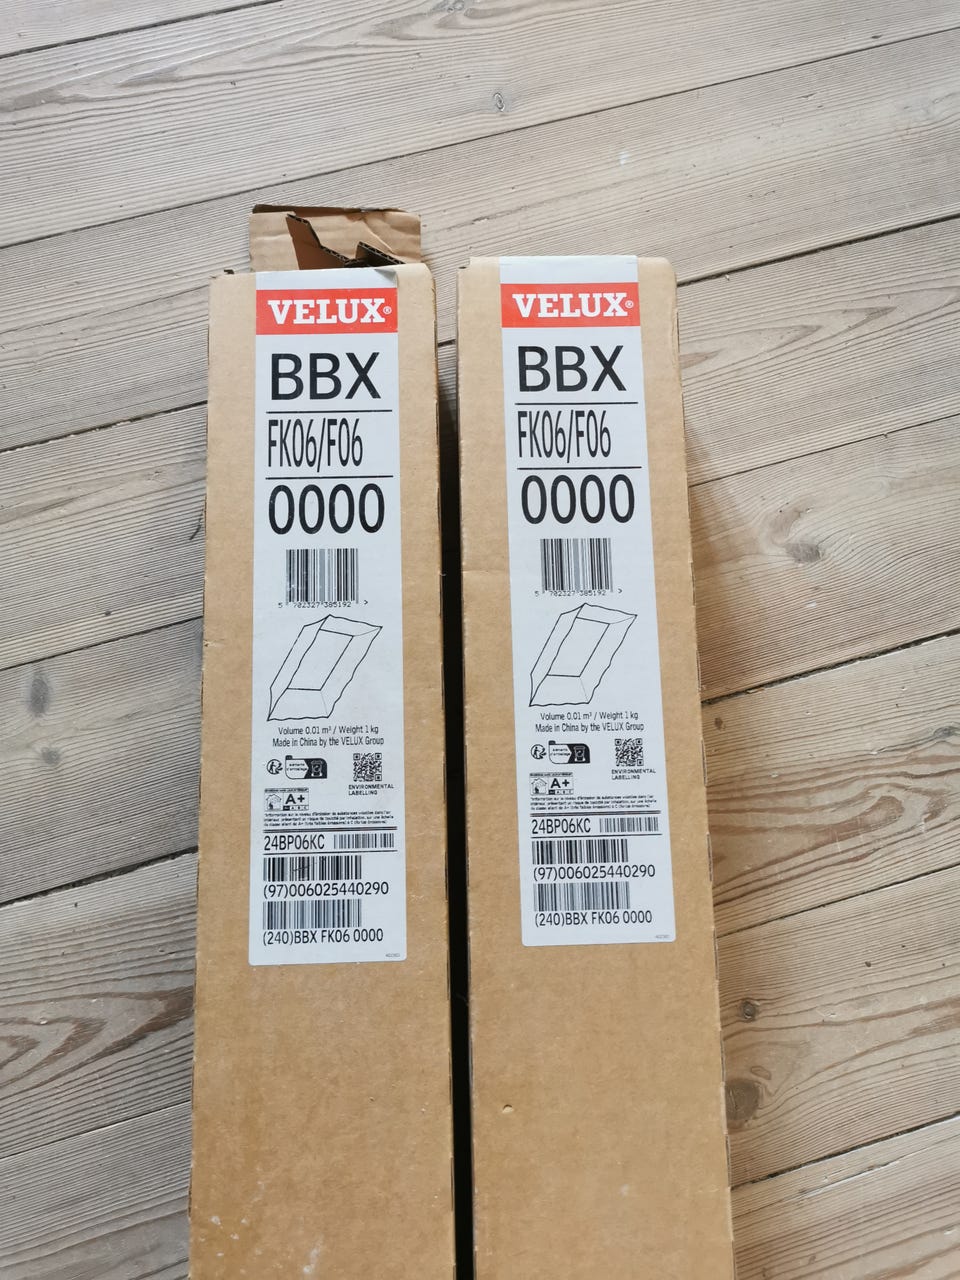 VELUX®
BBX
FK06/F06
0000
5 702327 385192 >
Volume 0.01 m³ / Weight 1 kg
Made in China by the VELUX Group
ENVIRONMENTAL
LABELLING
A+
24BP06KC
(97)006025440290
(240)BBX FK06 0000
VELUX®
BBX
FK06/F06
0000
5 702327 385192 >
Volume 0.01 m³ / Weight 1 kg
Made in China by the VELUX Group
ENVIRONMENTAL
LABELLING
A+
24BP06KC
(97)006025440290
(240)BBX FK06 0000